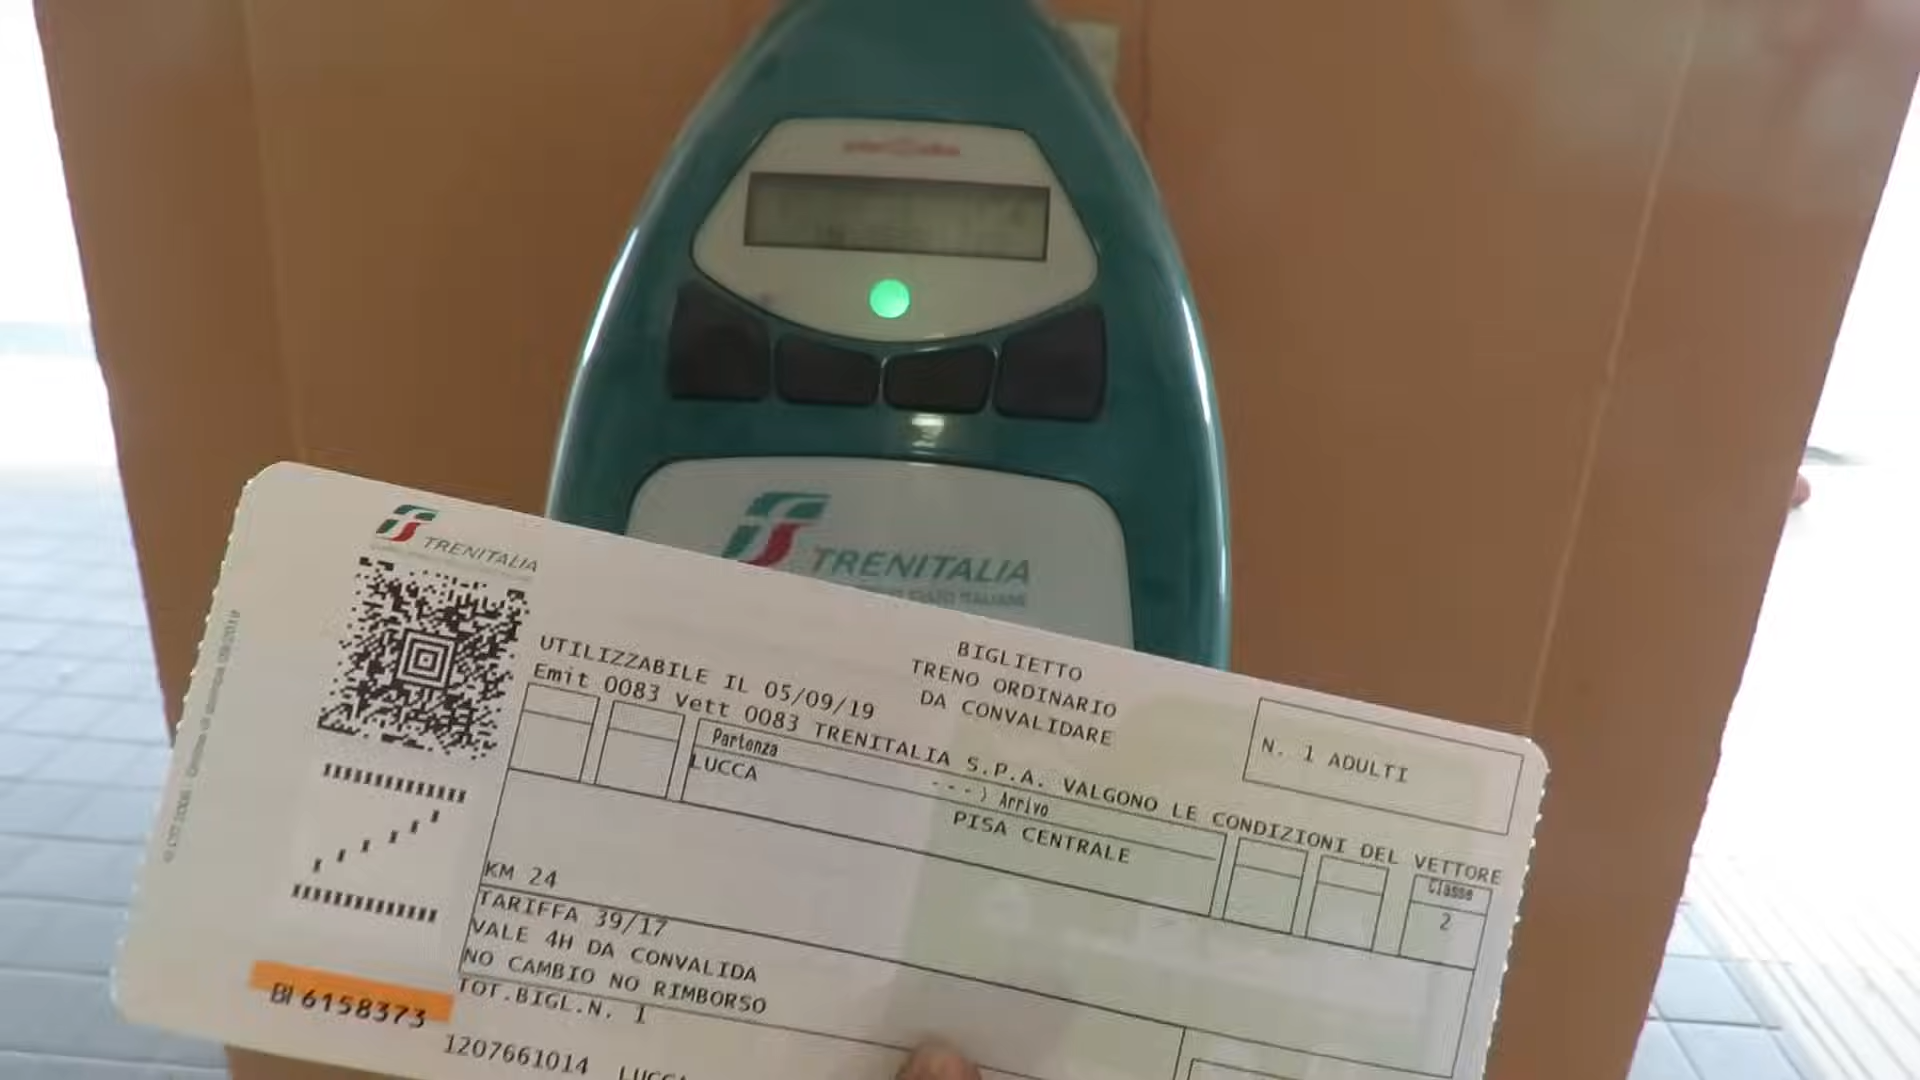 TRENITALIA
TRENITALIA
BIGLIETTO
TRENO ORDINARIO
DA CONVALIDARE
N. 1 ADULTI
UTILIZZABILE IL 05/09/19
Emit 0083 Vett 0083 TRENITALIA S.P.A. VALGONO LE CONDIZIONI DEL VETTORE
Partenza
---) Arrivo
Classe
LUCCA
PISA CENTRALE
2
KM 24
TARIFFA 39/17
VALE 4H DA CONVALIDA
NO CAMBIO NO RIMBORSO
TOT.BIGL.N. 1
BI 6158373
1207661014 LUCCA